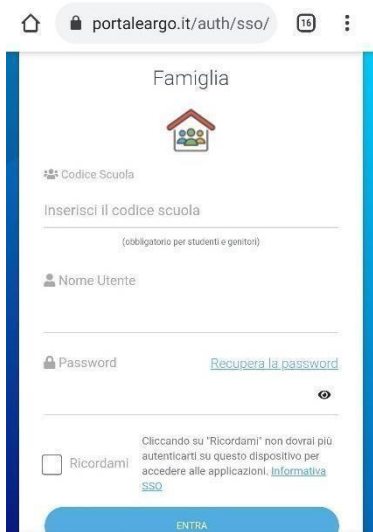 portaleargo.it/auth/sso/
16
Famiglia
Codice Scuola
Inserisci il codice scuola
(obbligatorio per studenti e genitori)
Nome Utente
Password Recupera la password
Ricordami
Cliccando su "Ricordami" non dovrai più
autenticarti su questo dispositivo per
accedere alle applicazioni. Informativa
SSO
ENTRA